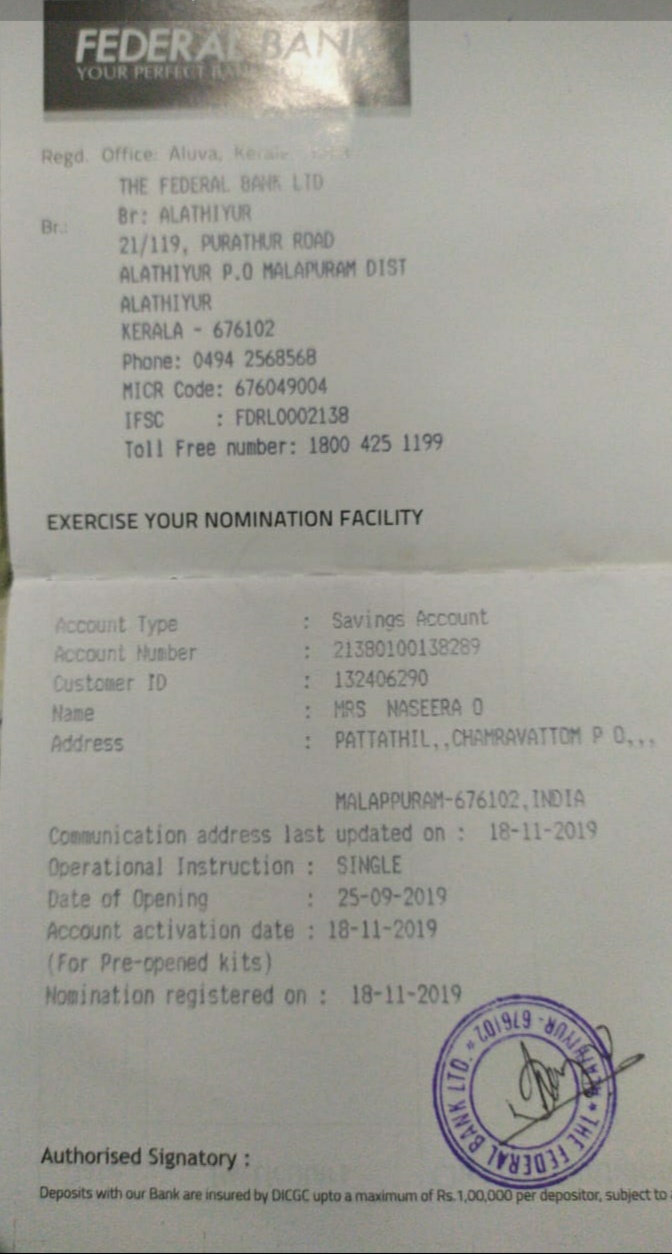 FEDERAL BANK
YOUR PERFECT
Regd. Office: Aluva, Kerala
THE FEDERAL BANK LTD
Br.: Br: ALATHIYUR
21/119, PURATHUR ROAD
ALATHIYUR P.O MALAPURAM DIST
ALATHIYUR
KERALA - 676102
Phone: 0494 2568568
MICR Code: 676049004
IFSC : FDRL0002138
Toll Free number: 1800 425 1199
EXERCISE YOUR NOMINATION FACILITY
Account Type : Savings Account
Account Number : 21380100138289
Customer ID : 132406290
Name : MRS NASEERA O
Address : PATTATHIL,,CHAMRAVATTOM P O,,,
MALAPPURAM-676102,INDIA
Communication address last updated on : 18-11-2019
Operational Instruction : SINGLE
Date of Opening : 25-09-2019
Account activation date : 18-11-2019
(For Pre-opened kits)
Nomination registered on : 18-11-2019
* THE FEDERAL BANK LTD. * ALATHIYUR - 676102
Authorised Signatory :
Deposits with our Bank are insured by DICGC upto a maximum of Rs.1,00,000 per depositor, subject to